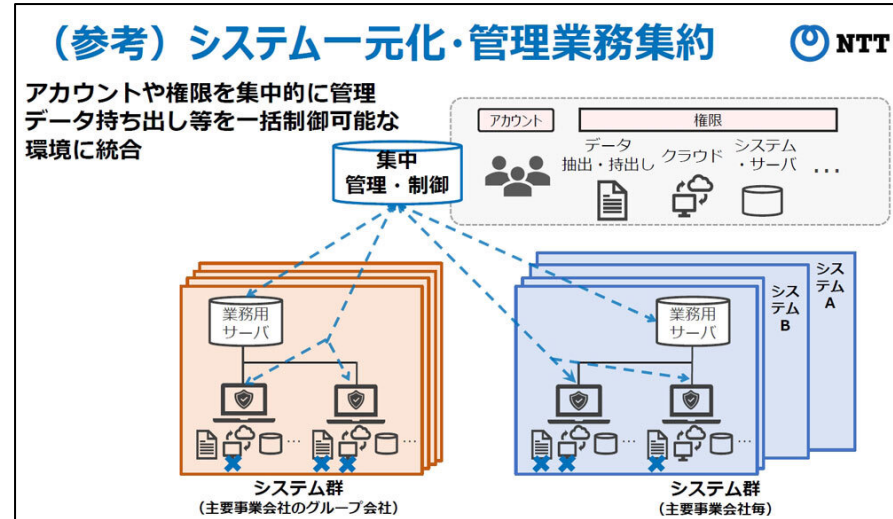 (参考)システム一元化・管理業務集約
NTT
アカウントや権限を集中的に管理
データ持ち出し等を一括制御可能な
環境に統合
アカウント
権限
データ
抽出・持出し
クラウド
システム
・サーバ
...
集中
管理・制御
業務用
サーバ
...
...
システム群
(主要事業会社のグループ会社)
業務用
サーバ
...
...
シス
テム
B
シス
テム
A
システム群
(主要事業会社毎)